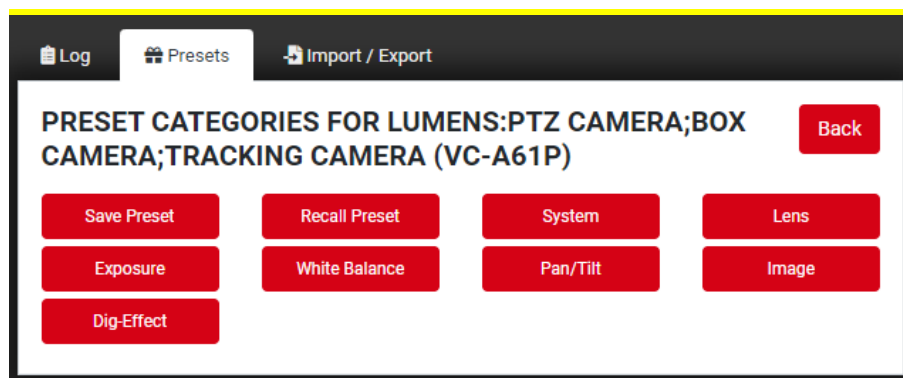 Log Presets Import / Export
PRESET CATEGORIES FOR LUMENS:PTZ CAMERA;BOX
CAMERA;TRACKING CAMERA (VC-A61P)
Back
Save Preset Recall Preset System Lens
Exposure White Balance Pan/Tilt Image
Dig-Effect